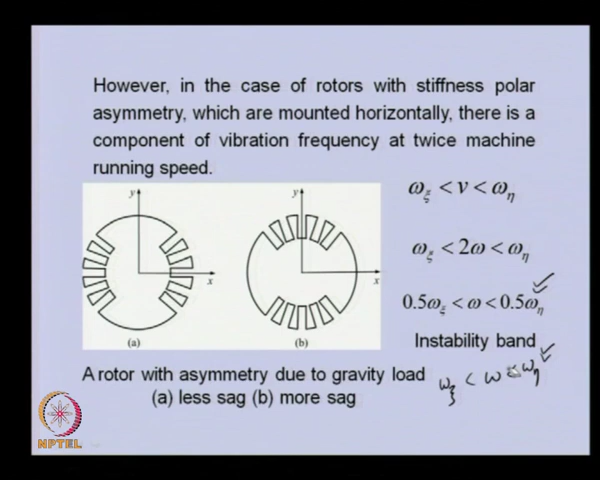 However, in the case of rotors with stiffness polar
asymmetry, which are mounted horizontally, there is a
component of vibration frequency at twice machine
running speed.
ω_ξ < ν < ω_η
ω_ξ < 2ω < ω_η
0.5ω_ξ < ω < 0.5ω_η
y
x
(a)
y
x
(b)
Instability band
ω_ξ < ω < ω_η
A rotor with asymmetry due to gravity load
(a) less sag (b) more sag
NPTEL